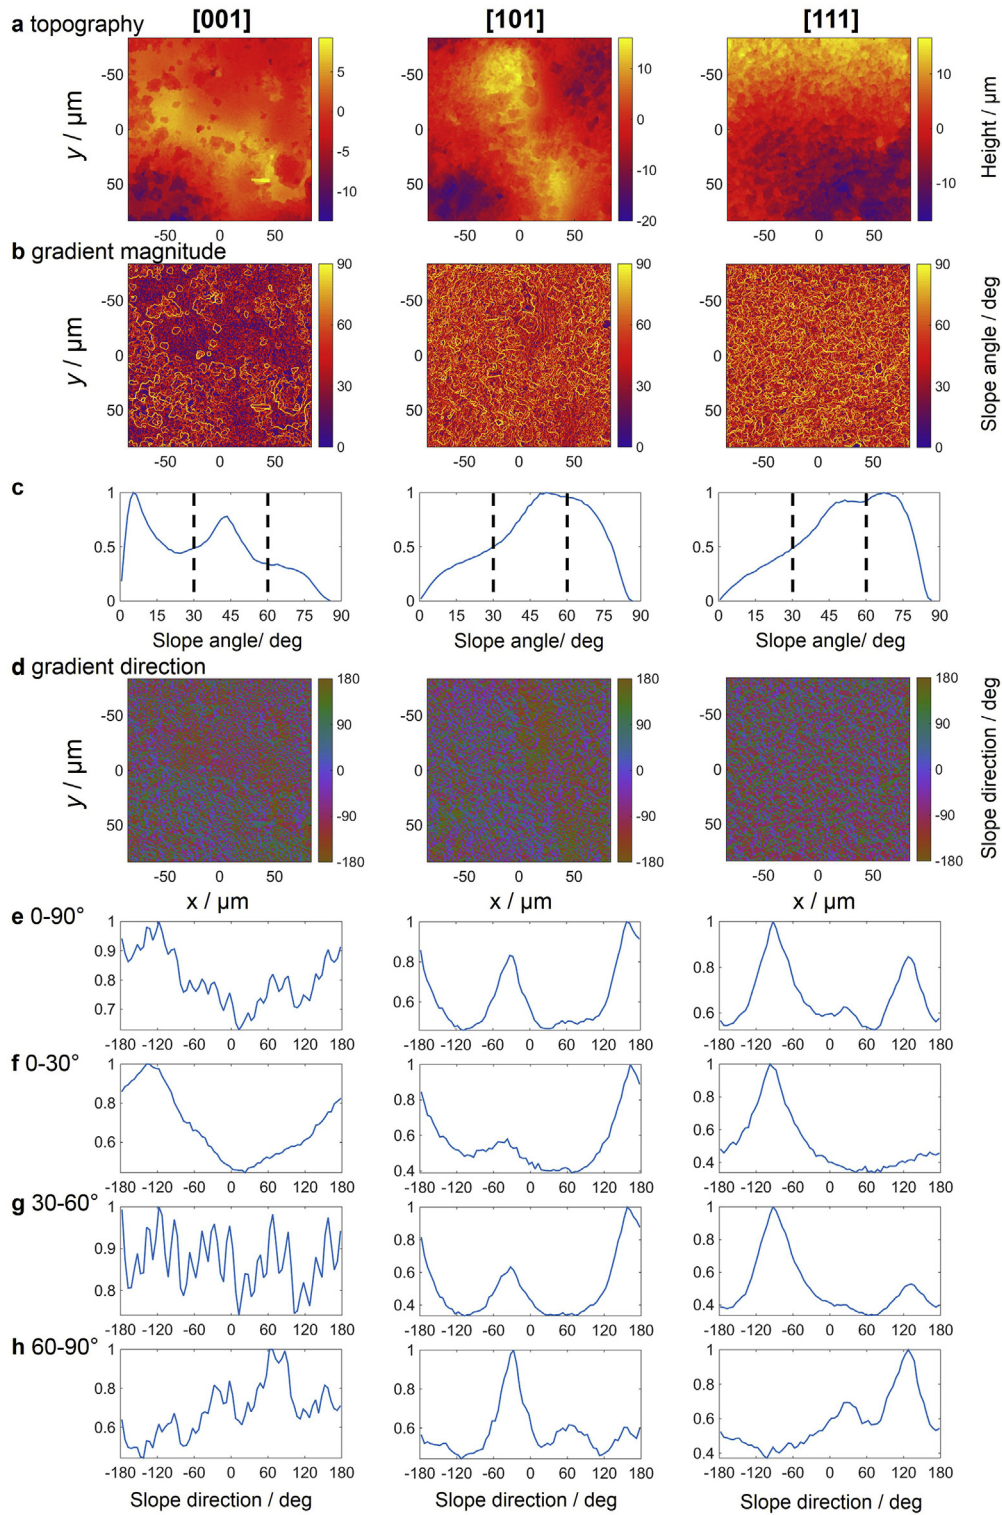 a topography [001] [101] [111]
5 10 10
-50 -50 -50
y / µm 0 0 0 0 0 0 Height / µm
-5
50 -10 50 -10 50 -10
-20
-50 0 50 -50 0 50 -50 0 50
b gradient magnitude
90 90 90
-50 -50 -50
60 60 60
y / µm 0 0 0 Slope angle / deg
30 30 30
50 50 50
0 0 0
-50 0 50 -50 0 50 -50 0 50
c
1 1 1
0.5 0.5 0.5
0 0 0
0 15 30 45 60 75 90 0 15 30 45 60 75 90 0 15 30 45 60 75 90
Slope angle/ deg Slope angle/ deg Slope angle/ deg
d gradient direction
180 180 180
-50 -50 -50
90 90 90
y / µm 0 0 0 0 0 0 Slope direction / deg
-90 -90 -90
50 50 50
-180 -180 -180
-50 0 50 -50 0 50 -50 0 50
x / µm x / µm x / µm
e 0-90°
1 1 1
0.9 0.8 0.8
0.8
0.7 0.6 0.6
-180 -120 -60 0 60 120 180 -180 -120 -60 0 60 120 180 -180 -120 -60 0 60 120 180
f 0-30°
1 1 1
0.8 0.8 0.8
0.6 0.6 0.6
0.4 0.4
-180 -120 -60 0 60 120 180 -180 -120 -60 0 60 120 180 -180 -120 -60 0 60 120 180
g 30-60°
1 1 1
0.9 0.8 0.8
0.8 0.6 0.6
0.4 0.4
-180 -120 -60 0 60 120 180 -180 -120 -60 0 60 120 180 -180 -120 -60 0 60 120 180
h 60-90°
1 1 1
0.8 0.8 0.8
0.6 0.6 0.6
0.4
-180 -120 -60 0 60 120 180 -180 -120 -60 0 60 120 180 -180 -120 -60 0 60 120 180
Slope direction / deg Slope direction / deg Slope direction / deg